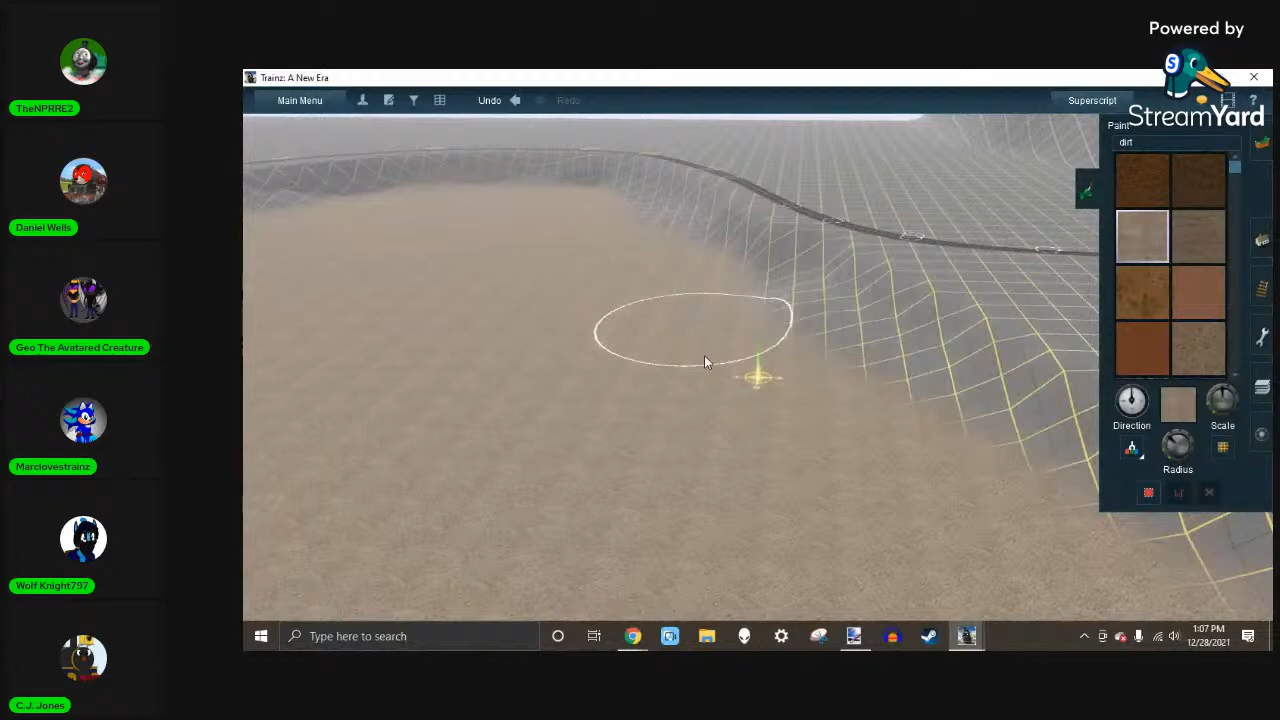 Powered by
StreamYard
TheNPRRE2
Daniel Wells
Geo The Avatared Creature
Marclovestrainz
Wolf Knight797
C.J. Jones
Trainz: A New Era
Main Menu
Undo
Redo
Superscript
?
Paint
dirt
Direction
Scale
Radius
Type here to search
1:07 PM
12/28/2021